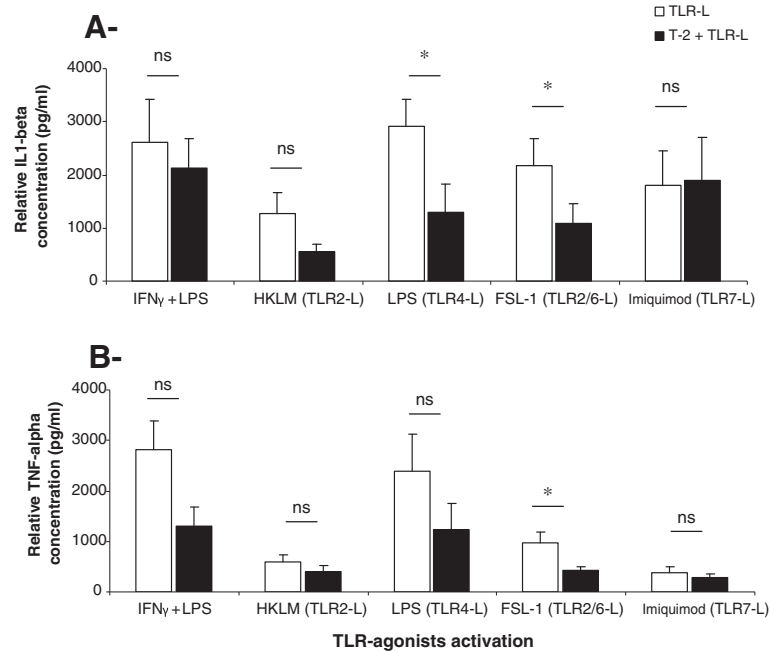 TLR-L
T-2 + TLR-L
A-
Relative IL1-beta
concentration (pg/ml)
4000
3000
2000
1000
0
ns
ns
*
*
ns
IFNγ + LPS
HKLM (TLR2-L)
LPS (TLR4-L)
FSL-1 (TLR2/6-L)
Imiquimod (TLR7-L)
B-
Relative TNF-alpha
concentration (pg/ml)
4000
3000
2000
1000
0
ns
ns
ns
*
ns
IFNγ + LPS
HKLM (TLR2-L)
LPS (TLR4-L)
FSL-1 (TLR2/6-L)
Imiquimod (TLR7-L)
TLR-agonists activation